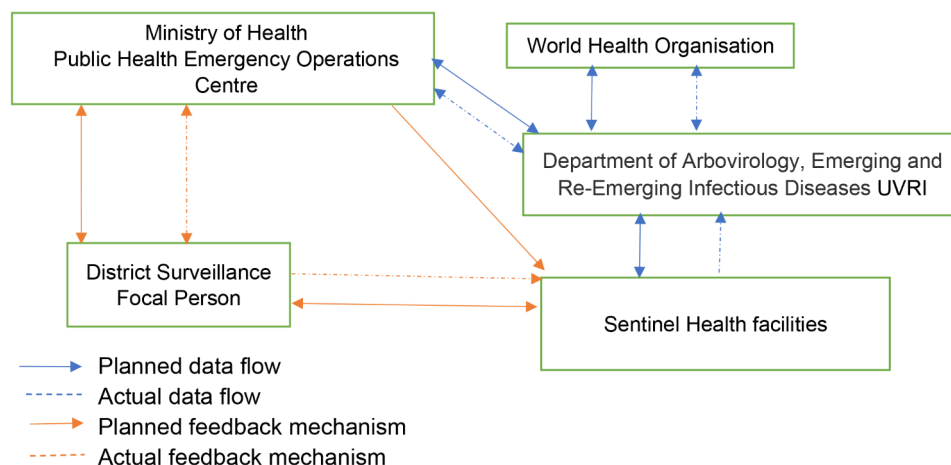 Ministry of Health
Public Health Emergency Operations
Centre
World Health Organisation
Department of Arbovirology, Emerging and
Re-Emerging Infectious Diseases UVRI
District Surveillance
Focal Person
Sentinel Health facilities
Planned data flow
Actual data flow
Planned feedback mechanism
Actual feedback mechanism